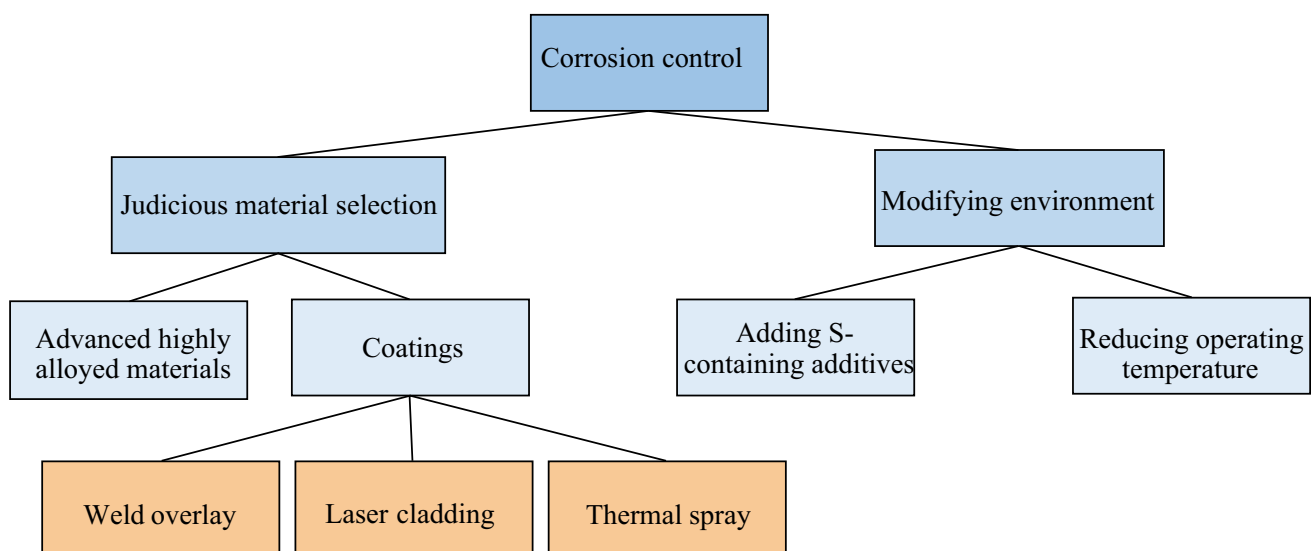 Corrosion control
Judicious material selection
Modifying environment
Advanced highly
alloyed materials
Coatings
Adding S-
containing additives
Reducing operating
temperature
Weld overlay
Laser cladding
Thermal spray